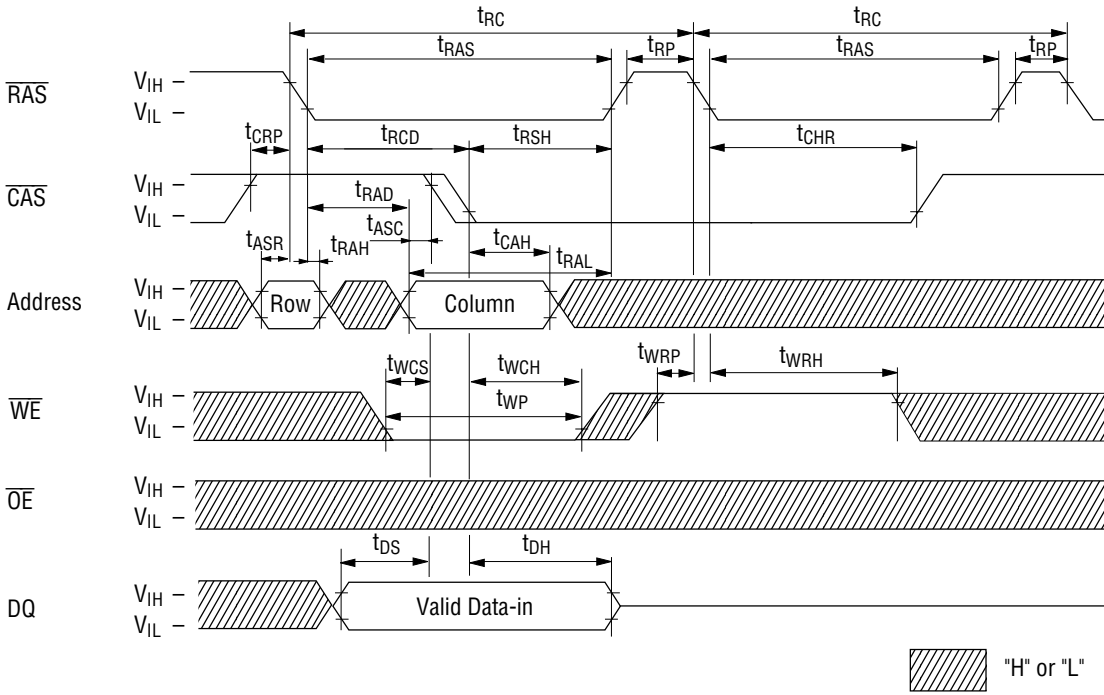 tRC tRC
tRAS tRP tRAS tRP
RAS VIH –
VIL –
tCRP tRCD tRSH tCHR
CAS VIH –
VIL –
tRAD
tASC
tASR tRAH tCAH
tRAL
Address VIH –
VIL –
Row Column
tWCS tWCH tWRP tWRH
tWP
WE VIH –
VIL –
OE VIH –
VIL –
tDS tDH
DQ VIH –
VIL –
Valid Data-in
"H" or "L"